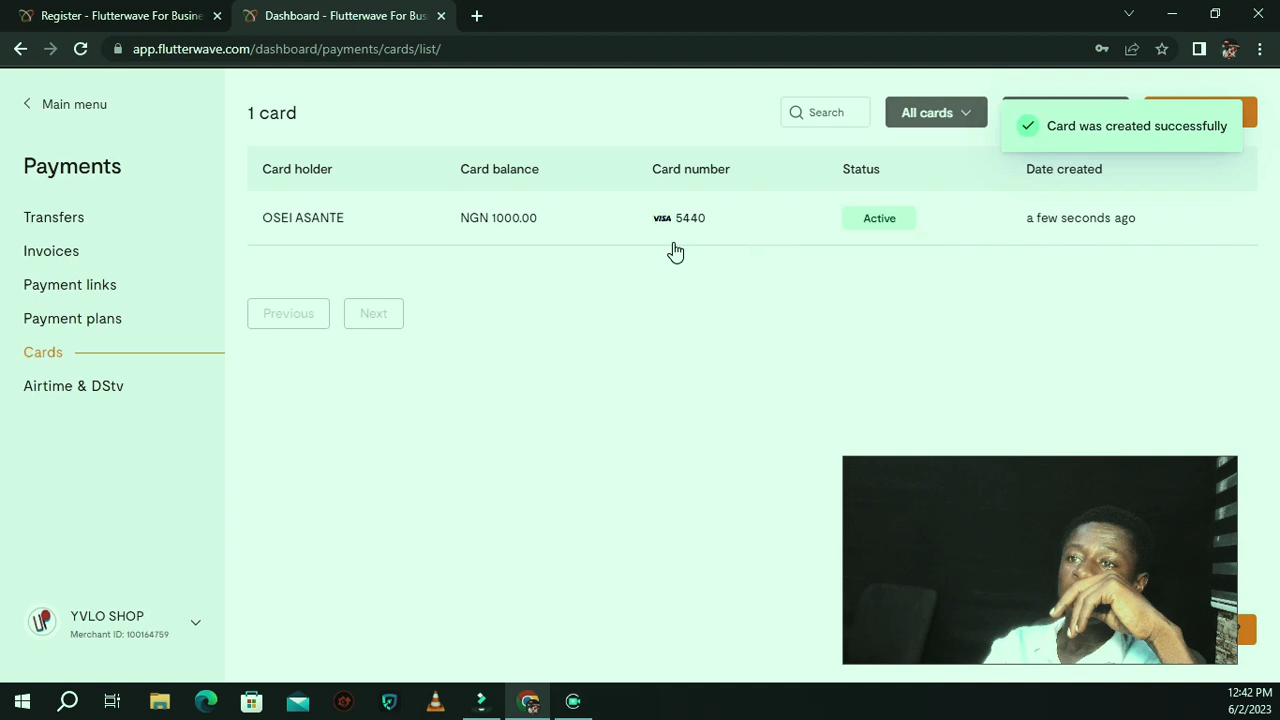 Register - Flutterwave For Busine
Dashboard - Flutterwave For Bus
app.flutterwave.com/dashboard/payments/cards/list/
Main menu
Payments
Transfers
Invoices
Payment links
Payment plans
Cards
Airtime & DStv
YVLO SHOP
Merchant ID: 100164759
1 card
Search
All cards
Card was created successfully
Card holder Card balance Card number Status Date created
OSEI ASANTE NGN 1000.00 VISA 5440 Active a few seconds ago
Previous Next
12:42 PM
6/2/2023